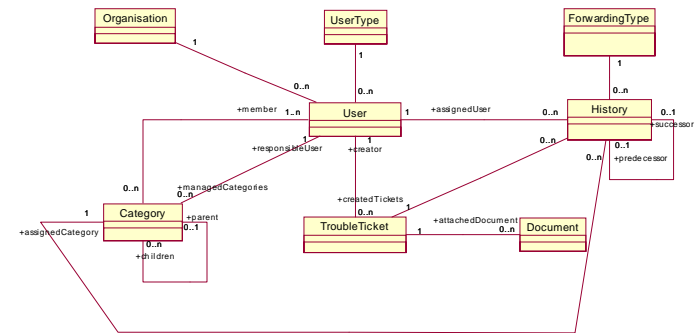 Organisation
UserType
ForwardingType
1
1
1
0..n
0..n
0..n
+member
1..n
User
1
+assignedUser
0..n
History
0..1
+successor
+responsibleUser
1
1
+creator
0..n
0..n
0..1
+predecessor
0..n
+managedCategories
0..n
+createdTickets
1
1
Category
+parent
0..1
0..n
TroubleTicket
+attachedDocument
1
0..n
Document
+assignedCategory
0..n
+children